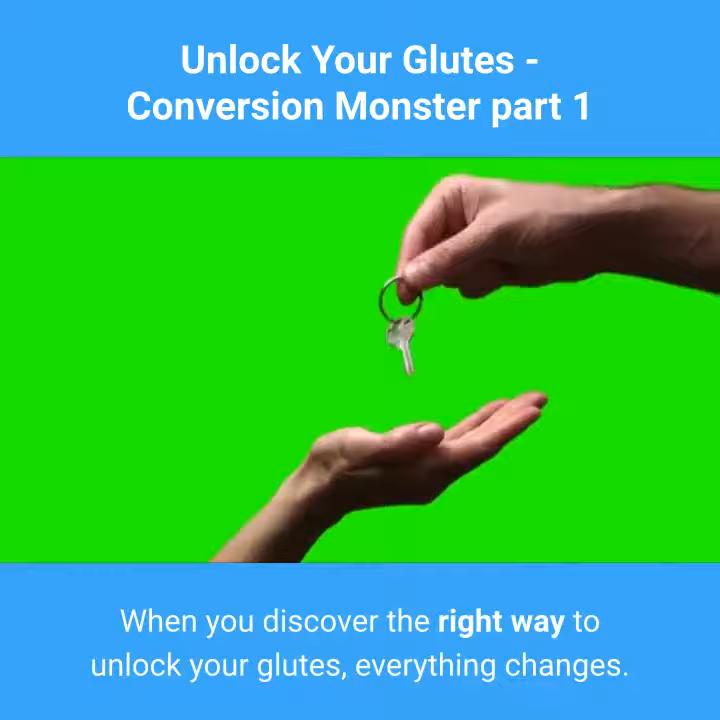 Unlock Your Glutes -
Conversion Monster part 1
When you discover the right way to
unlock your glutes, everything changes.